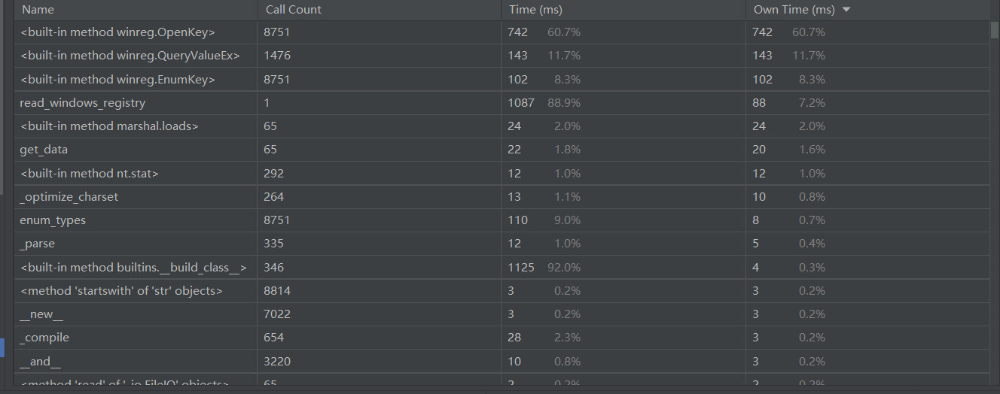 Name Call Count Time (ms) Own Time (ms)
<built-in method winreg.OpenKey> 8751 742 60.7% 742 60.7%
<built-in method winreg.QueryValueEx> 1476 143 11.7% 143 11.7%
<built-in method winreg.EnumKey> 8751 102 8.3% 102 8.3%
read_windows_registry 1 1087 88.9% 88 7.2%
<built-in method marshal.loads> 65 24 2.0% 24 2.0%
get_data 65 22 1.8% 20 1.6%
<built-in method nt.stat> 292 12 1.0% 12 1.0%
_optimize_charset 264 13 1.1% 10 0.8%
enum_types 8751 110 9.0% 8 0.7%
_parse 335 12 1.0% 5 0.4%
<built-in method builtins.__build_class__> 346 1125 92.0% 4 0.3%
<method 'startswith' of 'str' objects> 8814 3 0.2% 3 0.2%
__new__ 7022 3 0.2% 3 0.2%
_compile 654 28 2.3% 3 0.2%
__and__ 3220 10 0.8% 3 0.2%
<method 'read' of '_io.FileIO' objects> 65 2 0.2% 2 0.2%